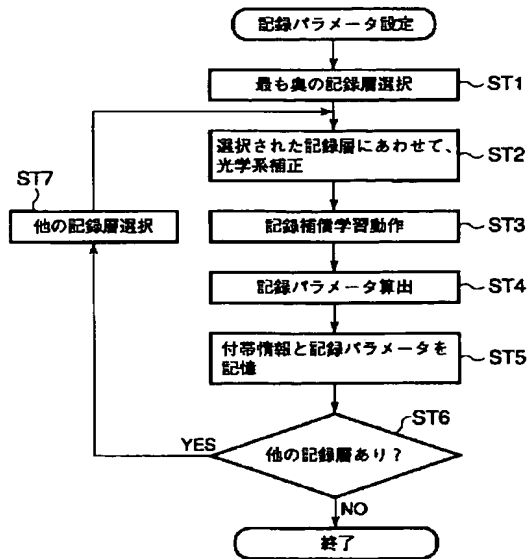 記録パラメータ設定
最も奥の記録層選択
ST1
選択された記録層にあわせて、
光学系補正
ST2
ST7
他の記録層選択
記録補償学習動作
ST3
記録パラメータ算出
ST4
付帯情報と記録パラメータを
記憶
ST5
ST6
YES
他の記録層あり？
NO
終了